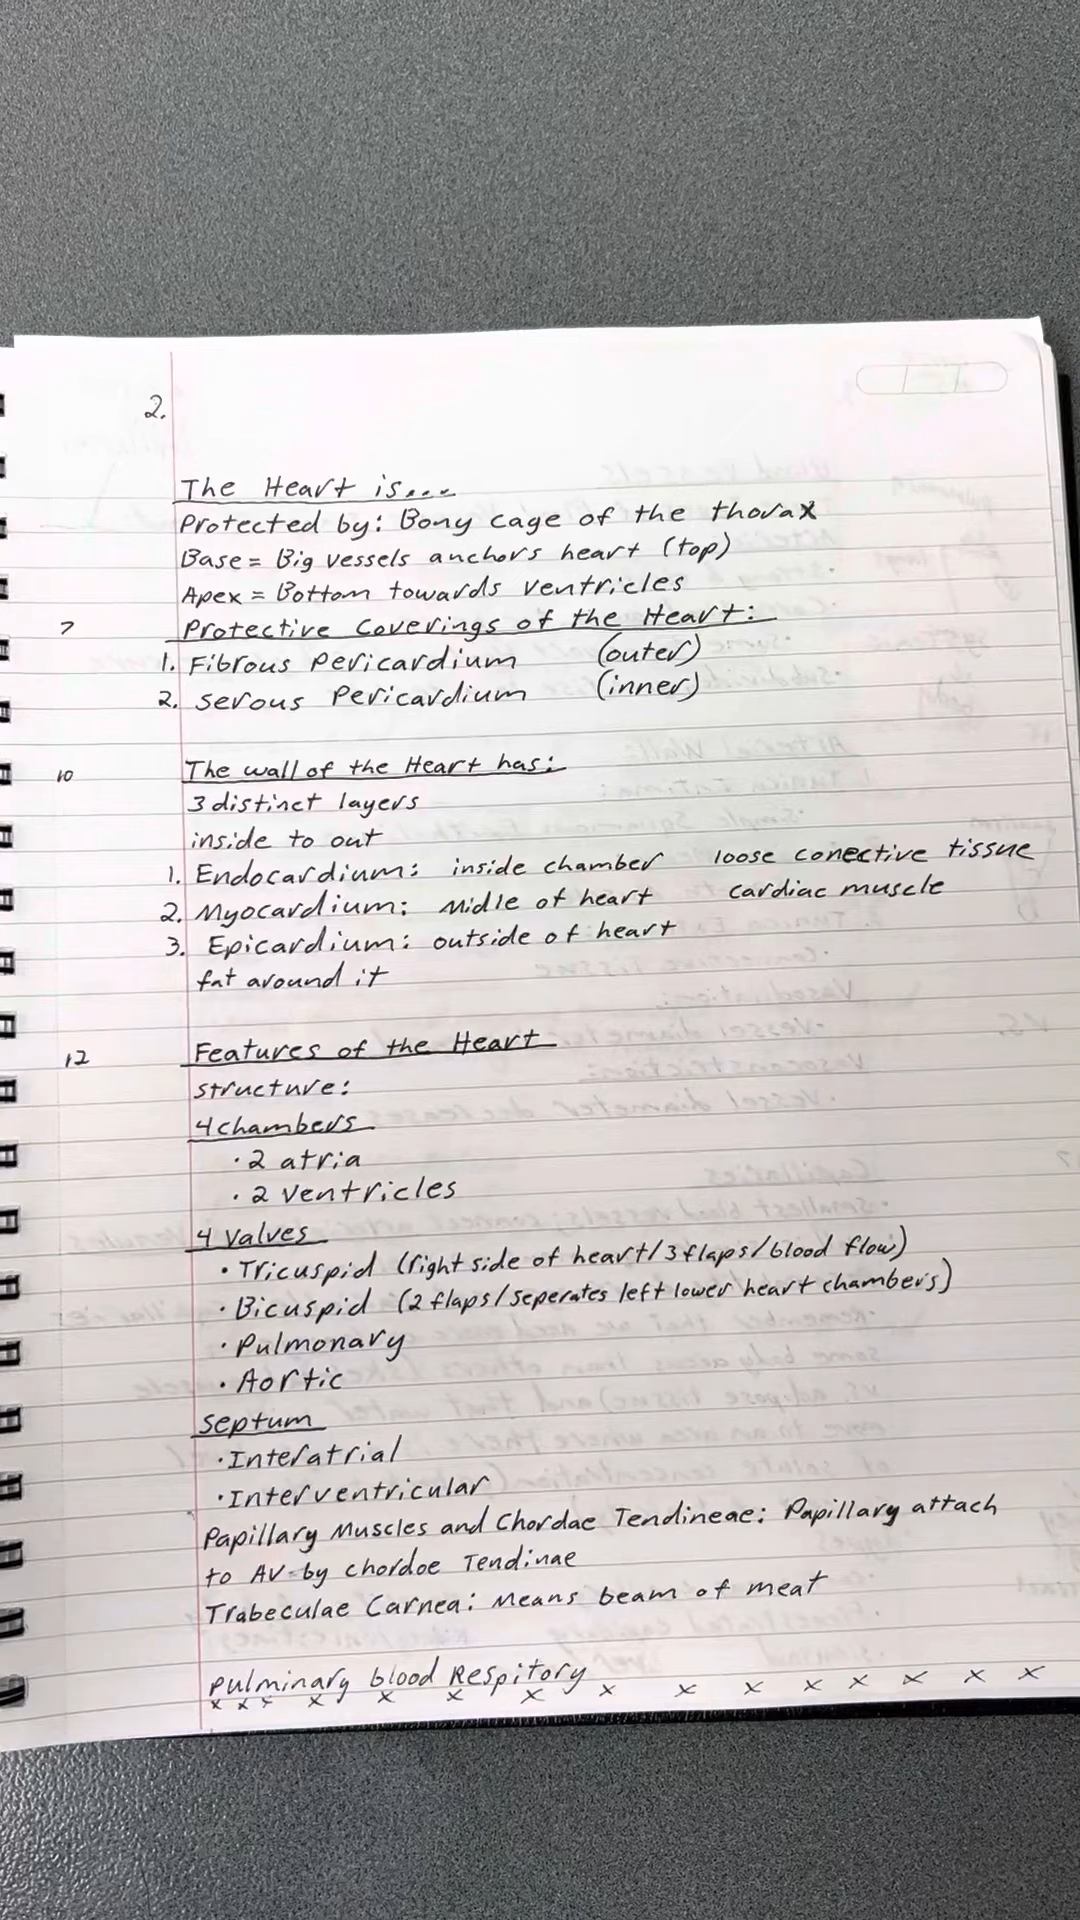 2.
The Heart is...
Protected by: Bony cage of the thorax
Base = Big vessels anchors heart (top)
Apex = Bottom towards ventricles
7 Protective Coverings of the Heart:
1. Fibrous Pericardium (outer)
2. Serous Pericardium (inner)
10 The wall of the Heart has:
3 distinct layers
inside to out
1. Endocardium: inside chamber loose conective tissue
2. Myocardium: Midle of heart cardiac muscle
3. Epicardium: outside of heart
fat around it
12 Features of the Heart
structure:
4 chambers
• 2 atria
• 2 ventricles
4 valves
• Tricuspid (right side of heart/3 flaps/blood flow)
• Bicuspid (2 flaps/seperates left lower heart chambers)
• Pulmonary
• Aortic
Septum
• Interatrial
• Interventricular
Papillary Muscles and Chordae Tendineae: Papillary attach
to AV by chordoe Tendinae
Trabeculae Carnea: Means beam of meat
Pulminary blood Respitory
x x x x x x x x x x x x x x x